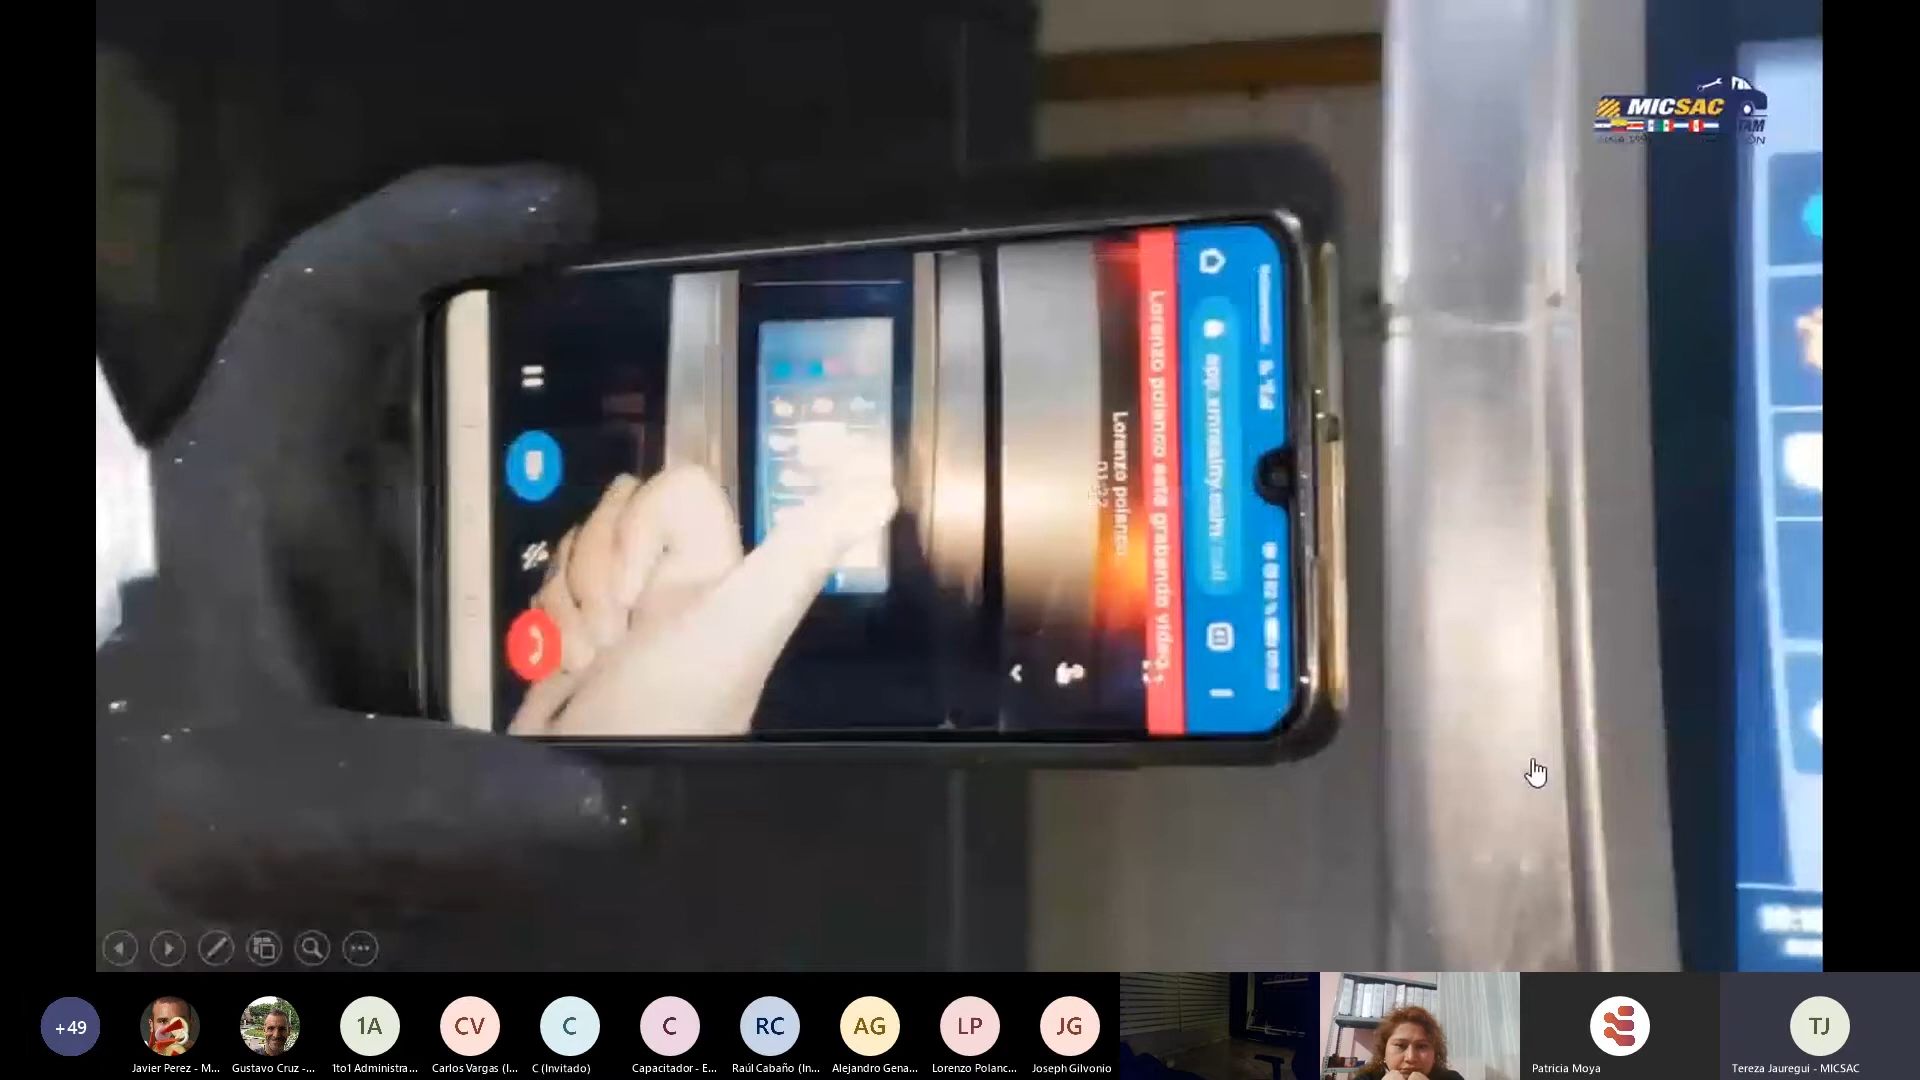 MICSAC
Lorenzo polanco está grabando video.
Lorenzo polanco
+49
1A
CV
C
C
RC
AG
LP
JG
TJ
Javier Perez - M...
Gustavo Cruz -...
1to1 Administra...
Carlos Vargas (I...
C (Invitado)
Capacitador - E...
Raúl Cabaño (In...
Alejandro Gena...
Lorenzo Polanc...
Joseph Gilvonio
Patricia Moya
Tereza Jauregui - MICSAC